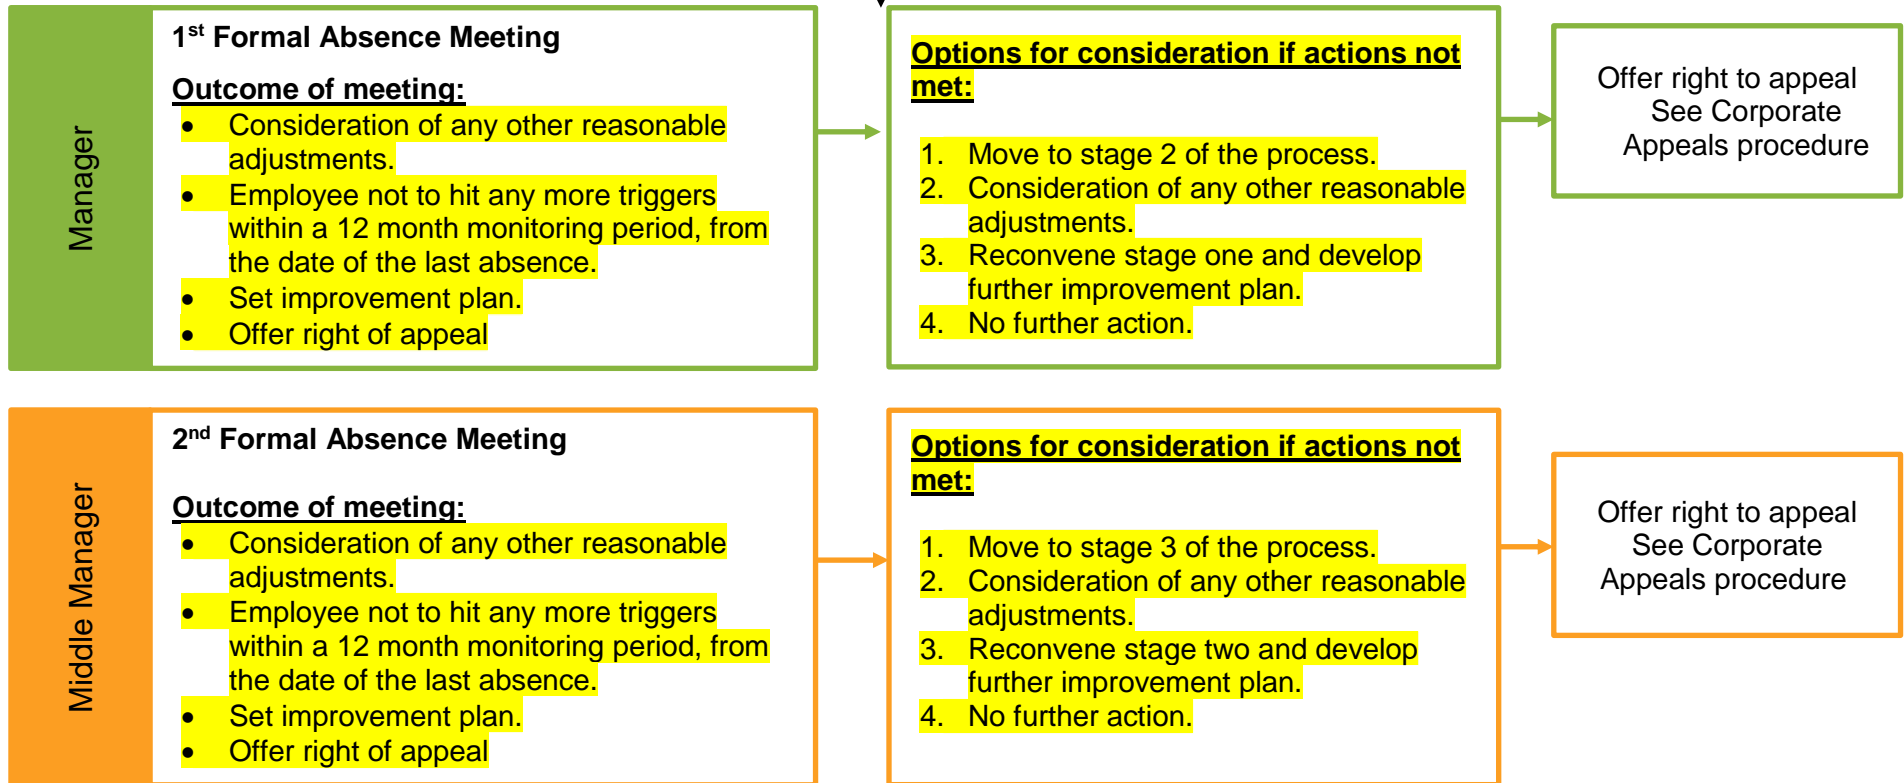 Manager
1st Formal Absence Meeting
Outcome of meeting:
• Consideration of any other reasonable
adjustments.
• Employee not to hit any more triggers
within a 12 month monitoring period, from
the date of the last absence.
• Set improvement plan.
• Offer right of appeal
Options for consideration if actions not
met:
1. Move to stage 2 of the process.
2. Consideration of any other reasonable
adjustments.
3. Reconvene stage one and develop
further improvement plan.
4. No further action.
Offer right to appeal
See Corporate
Appeals procedure
Middle Manager
2nd Formal Absence Meeting
Outcome of meeting:
• Consideration of any other reasonable
adjustments.
• Employee not to hit any more triggers
within a 12 month monitoring period, from
the date of the last absence.
• Set improvement plan.
• Offer right of appeal
Options for consideration if actions not
met:
1. Move to stage 3 of the process.
2. Consideration of any other reasonable
adjustments.
3. Reconvene stage two and develop
further improvement plan.
4. No further action.
Offer right to appeal
See Corporate
Appeals procedure